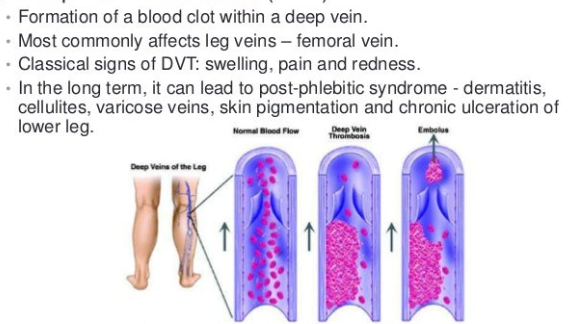 Formation of a blood clot within a deep vein.
Most commonly affects leg veins – femoral vein.
Classical signs of DVT: swelling, pain and redness.
In the long term, it can lead to post-phlebitic syndrome - dermatitis,
cellulites, varicose veins, skin pigmentation and chronic ulceration of
lower leg.
Normal Blood Flow
Deep Vein
Thrombosis
Embolus
Deep Veins of the Leg